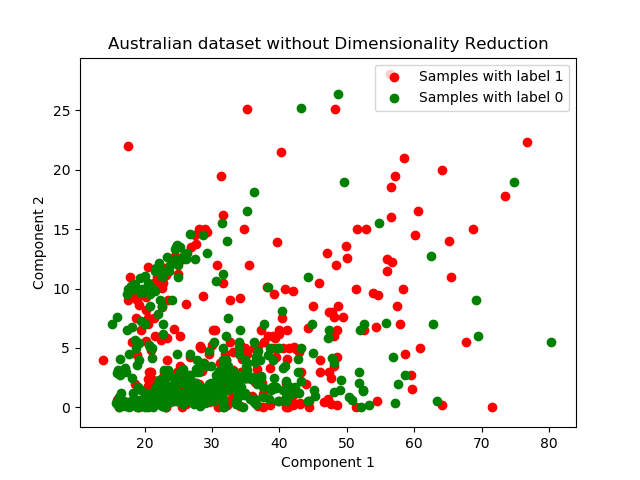 Australian dataset without Dimensionality Reduction
Samples with label 1
Samples with label 0
25
20
15
10
5
0
Component 2
20
30
40
50
60
70
80
Component 1